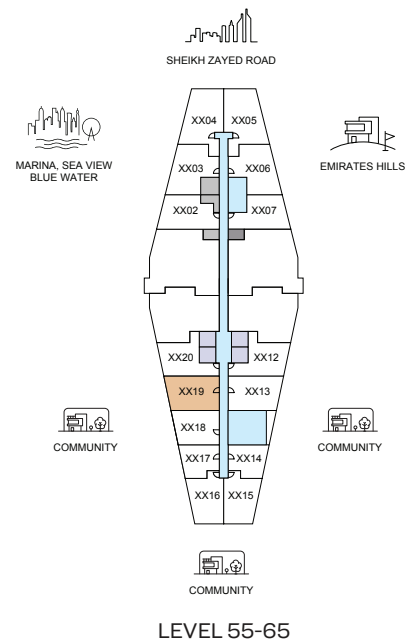 SHEIKH ZAYED ROAD
XX04 XX05
MARINA, SEA VIEW
BLUE WATER
EMIRATES HILLS
XX03 XX06
XX02 XX07
XX20 XX12
XX19 XX13
XX18
COMMUNITY
COMMUNITY
XX17 XX14
XX16 XX15
COMMUNITY
LEVEL 55-65